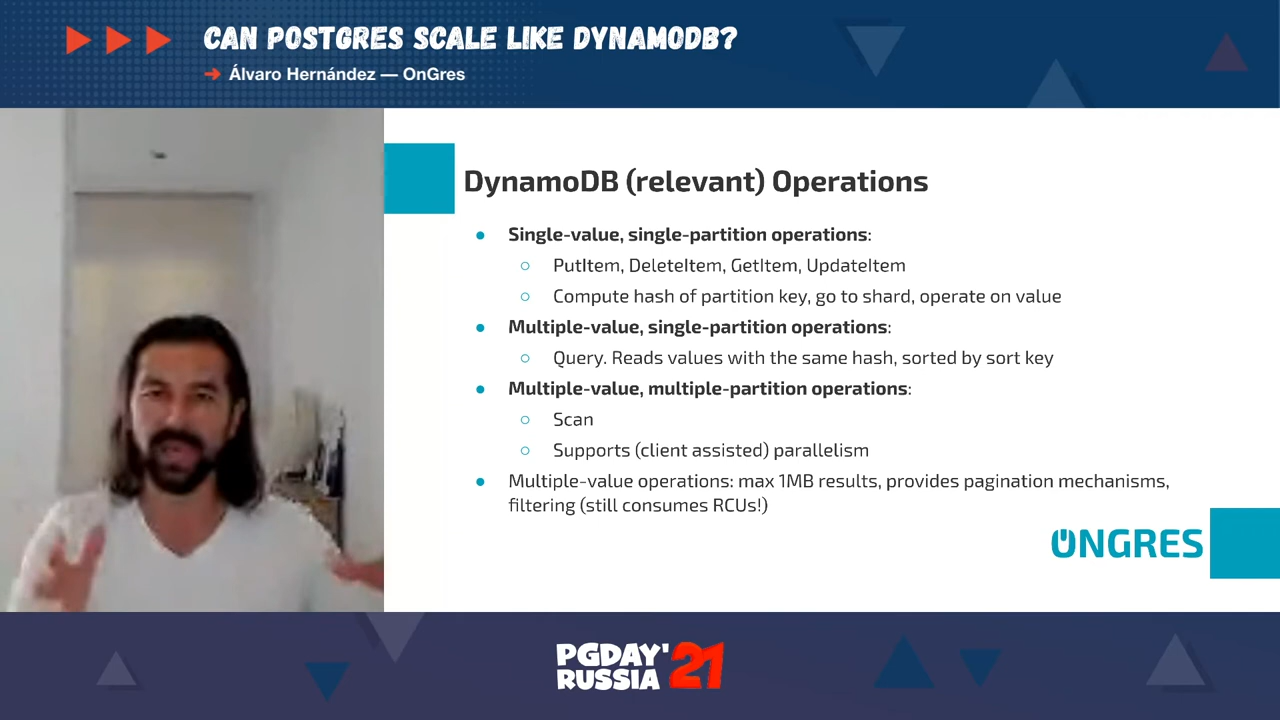 CAN POSTGRES SCALE LIKE DYNAMODB?
Álvaro Hernández — OnGres
DynamoDB (relevant) Operations
● Single-value, single-partition operations:
○ PutItem, DeleteItem, GetItem, UpdateItem
○ Compute hash of partition key, go to shard, operate on value
● Multiple-value, single-partition operations:
○ Query. Reads values with the same hash, sorted by sort key
● Multiple-value, multiple-partition operations:
○ Scan
○ Supports (client assisted) parallelism
● Multiple-value operations: max 1MB results, provides pagination mechanisms,
filtering (still consumes RCUs!)
ONGRES
PGDAY'
RUSSIA 21